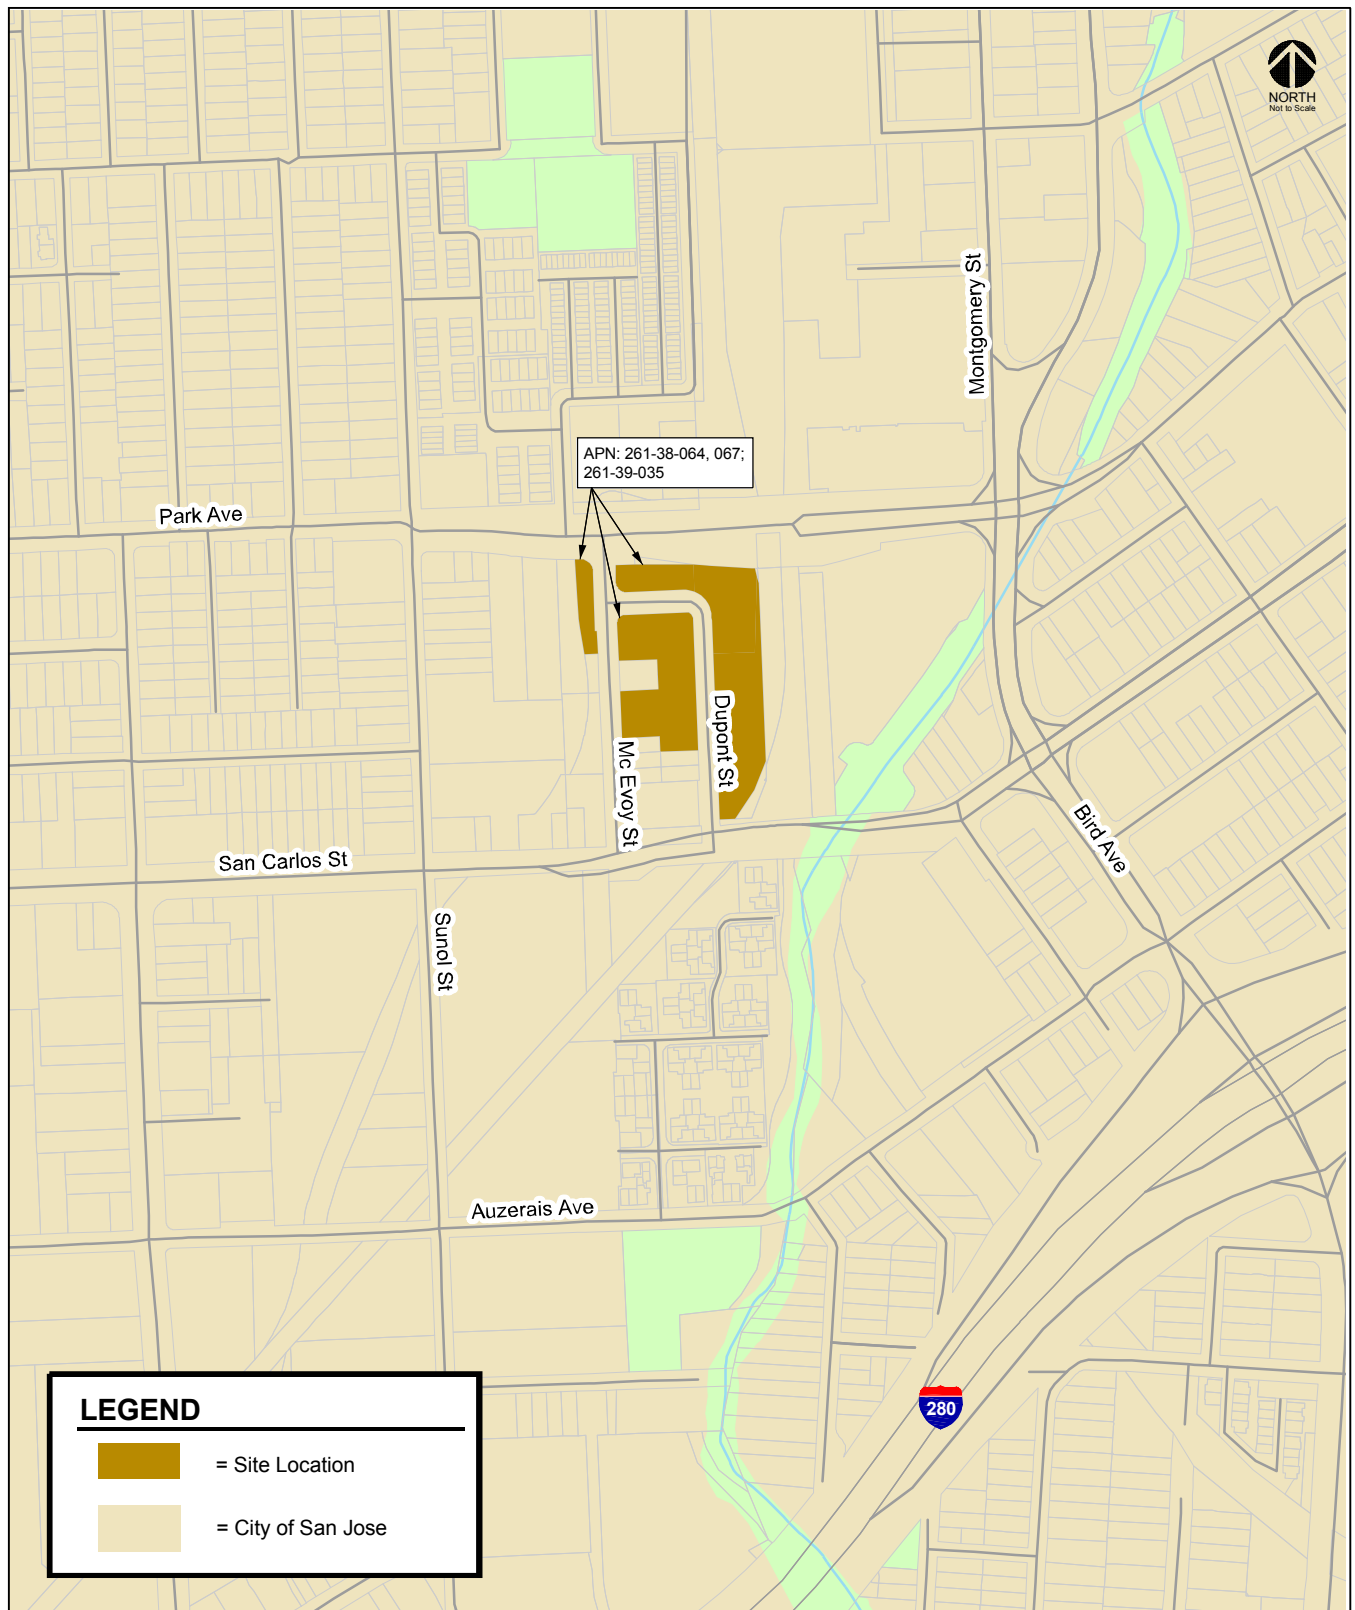 NORTH
Not to Scale
Montgomery St
APN: 261-38-064, 067;
261-39-035
Park Ave
Dupont St
Mc Evoy St
Bird Ave
San Carlos St
Sunol St
Auzerais Ave
280
LEGEND
= Site Location
= City of San Jose